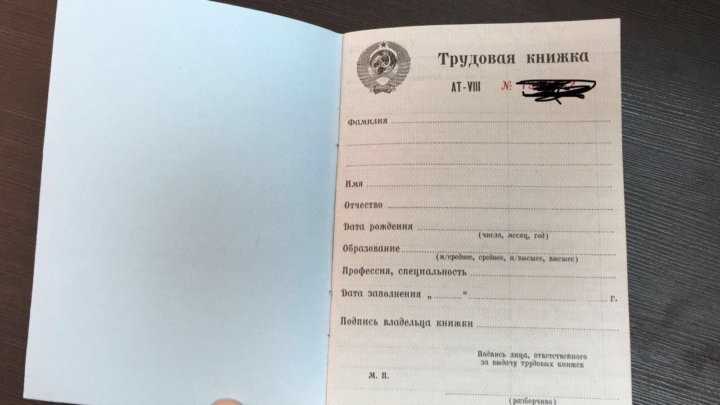 Трудовая книжка
АТ-VIII №
Фамилия
Имя
Отчество
Дата рождения
(число, месяц, год)
Образование
(н/среднее, среднее, н/высшее, высшее)
Профессия, специальность
Дата заполнения „ “ г.
Подпись владельца книжки
Подпись лица, ответственного
за выдачу трудовых книжек
М. П.
(разборчиво)